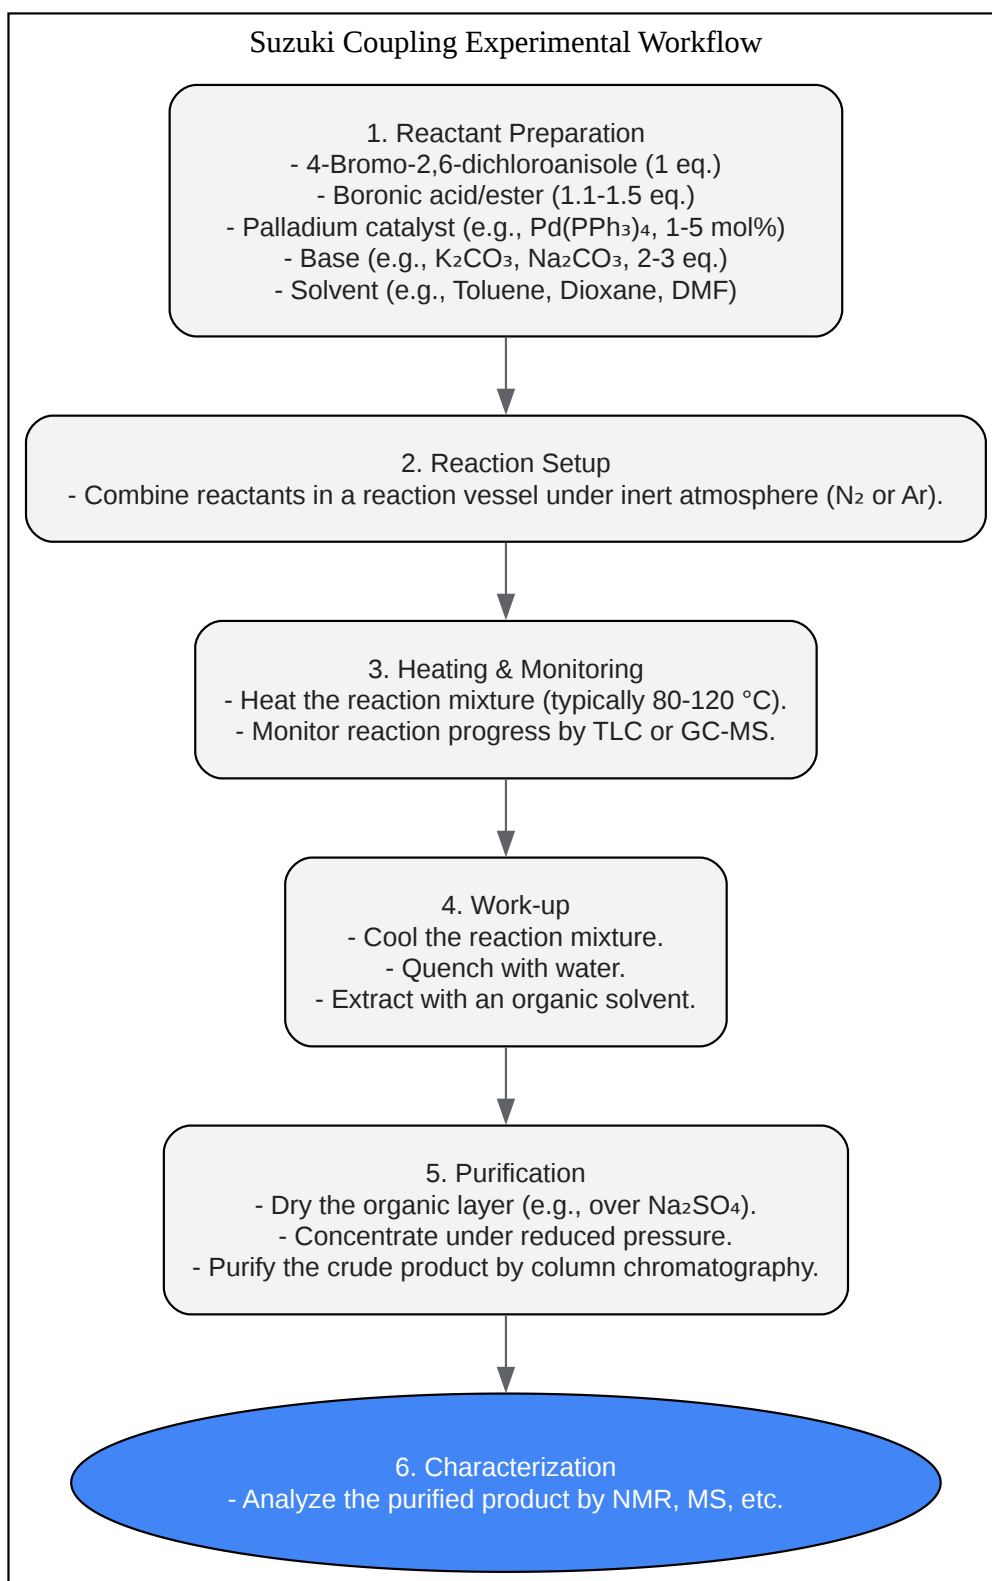 Suzuki Coupling Experimental Workflow
1. Reactant Preparation
- 4-Bromo-2,6-dichloroanisole (1 eq.)
- Boronic acid/ester (1.1-1.5 eq.)
- Palladium catalyst (e.g., Pd(PPh₃)₄, 1-5 mol%)
- Base (e.g., K₂CO₃, Na₂CO₃, 2-3 eq.)
- Solvent (e.g., Toluene, Dioxane, DMF)
2. Reaction Setup
- Combine reactants in a reaction vessel under inert atmosphere (N₂ or Ar).
3. Heating & Monitoring
- Heat the reaction mixture (typically 80-120 °C).
- Monitor reaction progress by TLC or GC-MS.
4. Work-up
- Cool the reaction mixture.
- Quench with water.
- Extract with an organic solvent.
5. Purification
- Dry the organic layer (e.g., over Na₂SO₄).
- Concentrate under reduced pressure.
- Purify the crude product by column chromatography.
6. Characterization
- Analyze the purified product by NMR, MS, etc.